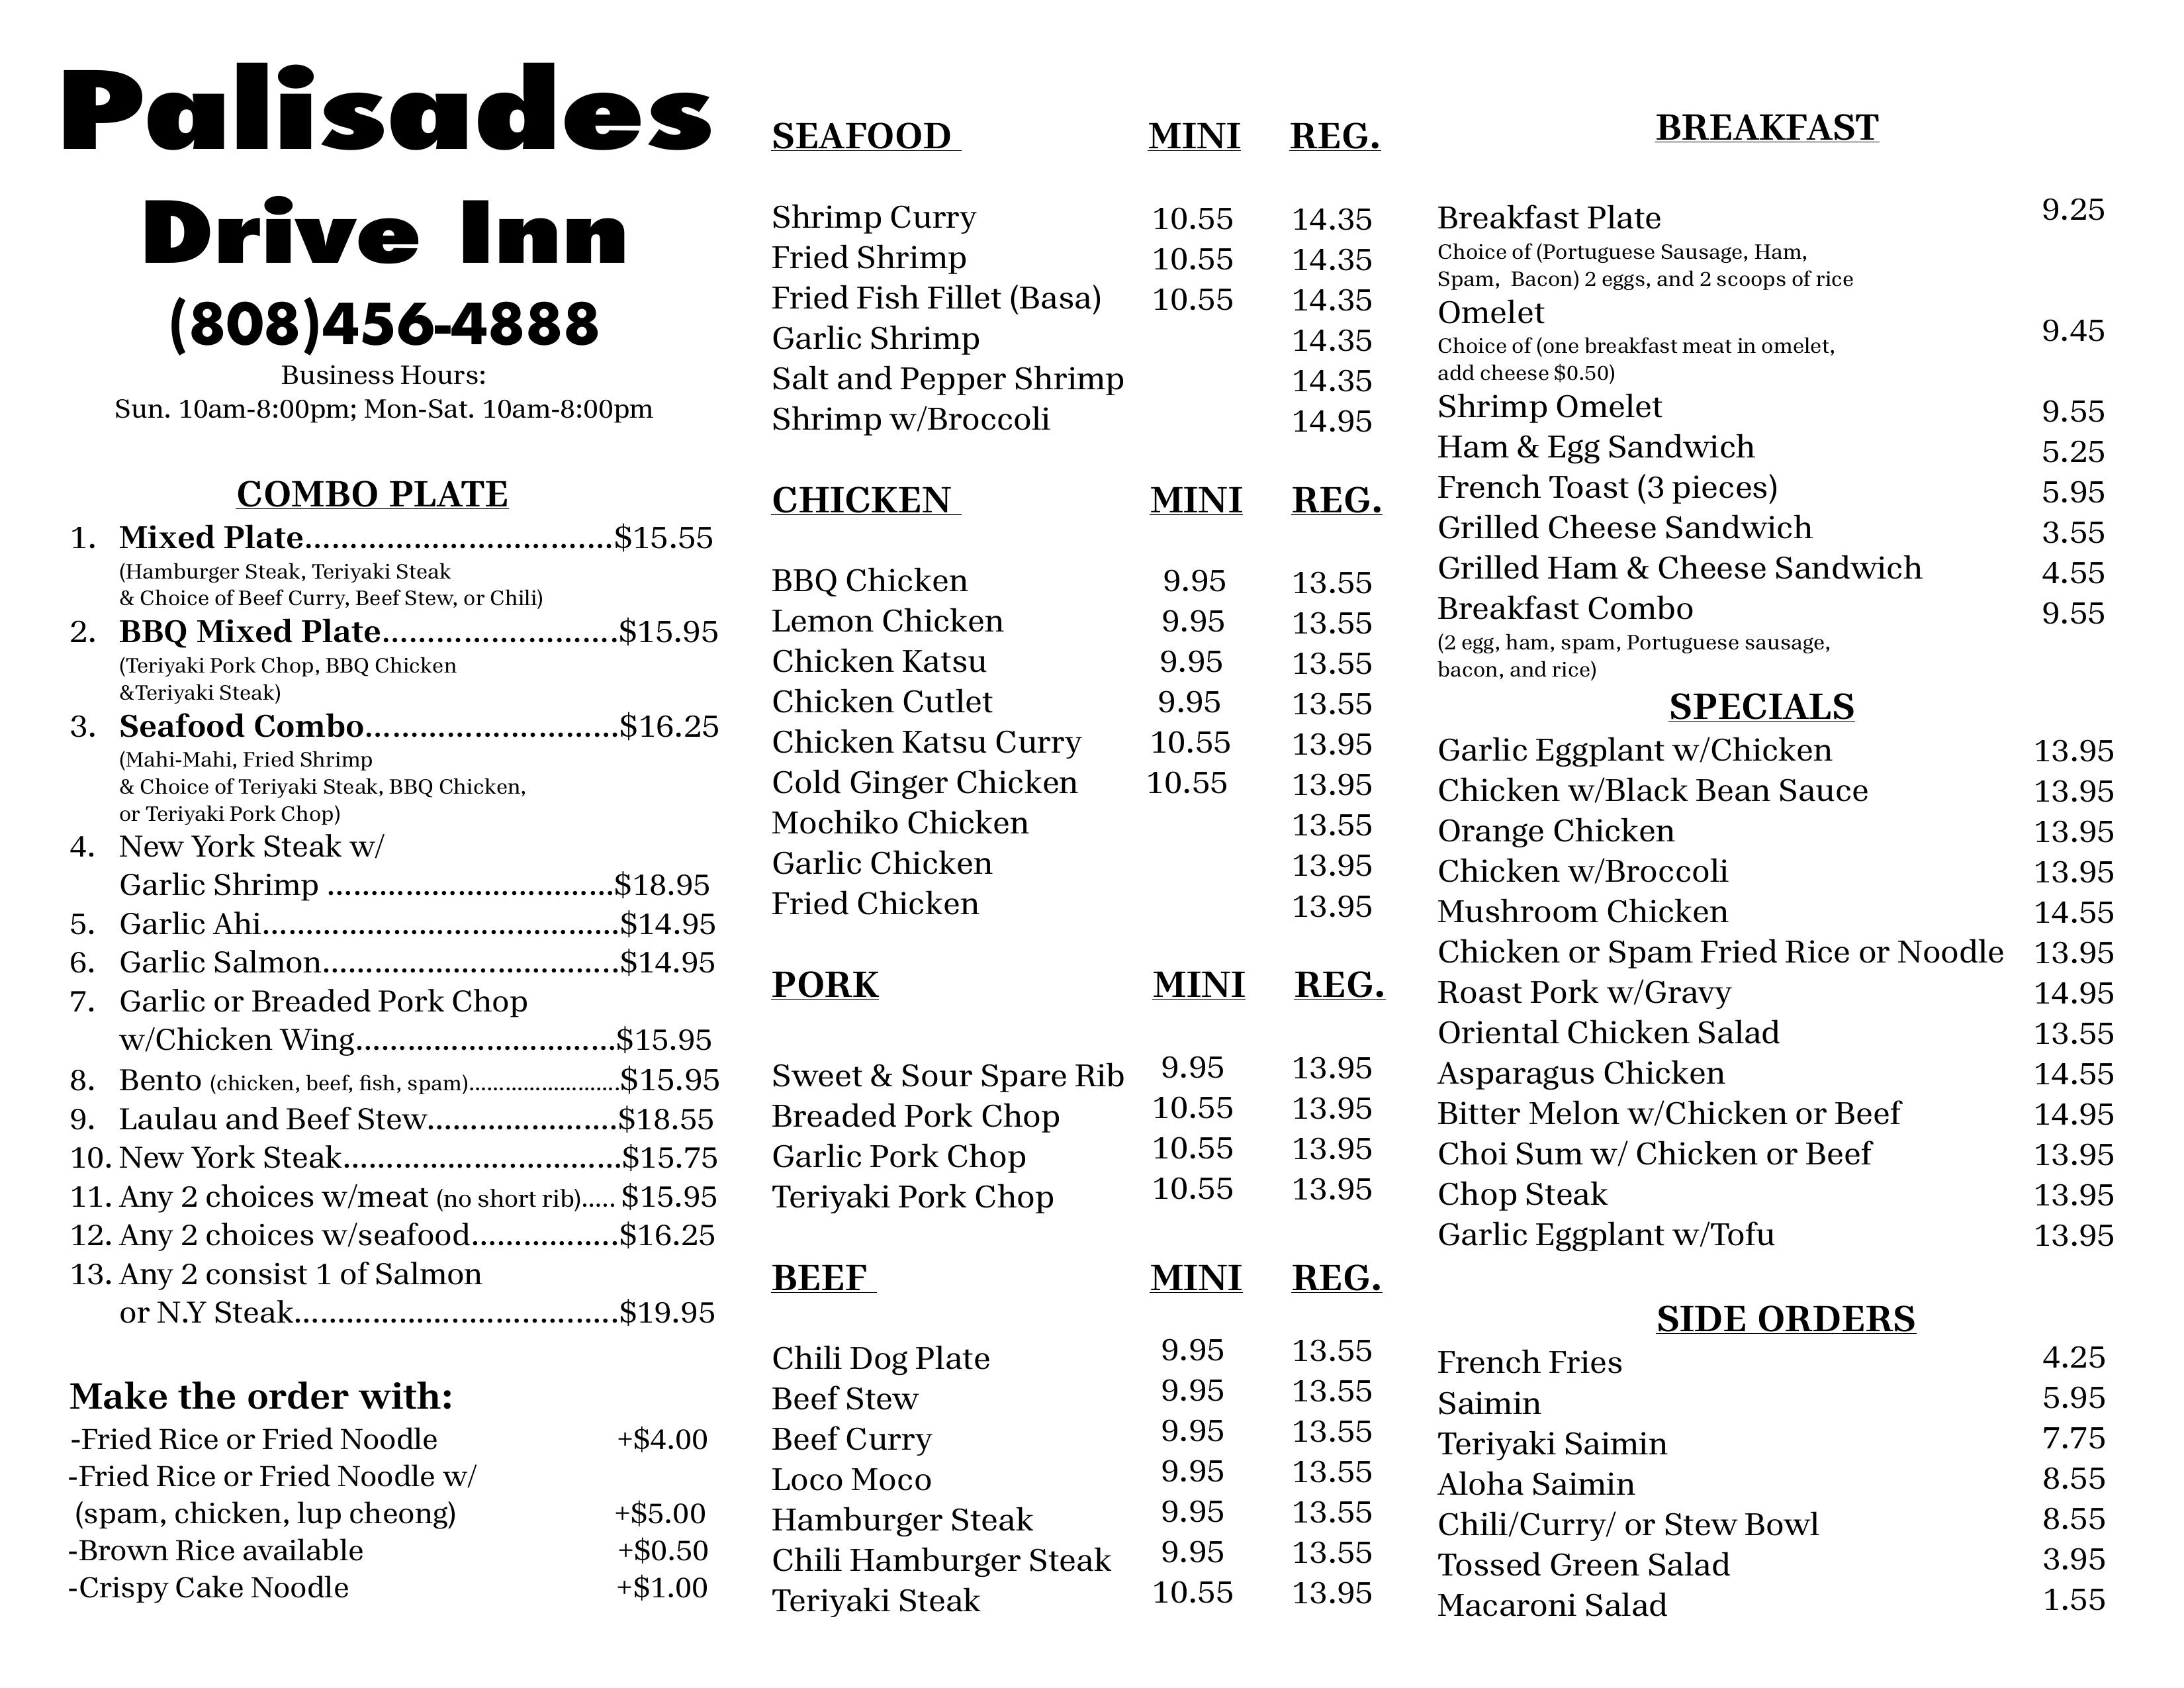 Palisades
Drive Inn
(808)456-4888
Business Hours:
Sun. 10am-8:00pm; Mon-Sat. 10am-8:00pm
COMBO PLATE
1. Mixed Plate..................................$15.55
(Hamburger Steak, Teriyaki Steak
& Choice of Beef Curry, Beef Stew, or Chili)
2. BBQ Mixed Plate..........................$15.95
(Teriyaki Pork Chop, BBQ Chicken
&Teriyaki Steak)
3. Seafood Combo............................$16.25
(Mahi-Mahi, Fried Shrimp
& Choice of Teriyaki Steak, BBQ Chicken,
or Teriyaki Pork Chop)
4. New York Steak w/
Garlic Shrimp ................................$18.95
5. Garlic Ahi.........................................$14.95
6. Garlic Salmon..................................$14.95
7. Garlic or Breaded Pork Chop
w/Chicken Wing..............................$15.95
8. Bento (chicken, beef, fish, spam).........................$15.95
9. Laulau and Beef Stew......................$18.55
10. New York Steak................................$15.75
11. Any 2 choices w/meat (no short rib)..... $15.95
12. Any 2 choices w/seafood.................$16.25
13. Any 2 consist 1 of Salmon
or N.Y Steak.....................................$19.95
Make the order with:
-Fried Rice or Fried Noodle +$4.00
-Fried Rice or Fried Noodle w/
(spam, chicken, lup cheong) +$5.00
-Brown Rice available +$0.50
-Crispy Cake Noodle +$1.00
SEAFOOD MINI REG.
Shrimp Curry 10.55 14.35
Fried Shrimp 10.55 14.35
Fried Fish Fillet (Basa) 10.55 14.35
Garlic Shrimp 14.35
Salt and Pepper Shrimp 14.35
Shrimp w/Broccoli 14.95
CHICKEN MINI REG.
BBQ Chicken 9.95 13.55
Lemon Chicken 9.95 13.55
Chicken Katsu 9.95 13.55
Chicken Cutlet 9.95 13.55
Chicken Katsu Curry 10.55 13.95
Cold Ginger Chicken 10.55 13.95
Mochiko Chicken 13.55
Garlic Chicken 13.95
Fried Chicken 13.95
PORK MINI REG.
Sweet & Sour Spare Rib 9.95 13.95
Breaded Pork Chop 10.55 13.95
Garlic Pork Chop 10.55 13.95
Teriyaki Pork Chop 10.55 13.95
BEEF MINI REG.
Chili Dog Plate 9.95 13.55
Beef Stew 9.95 13.55
Beef Curry 9.95 13.55
Loco Moco 9.95 13.55
Hamburger Steak 9.95 13.55
Chili Hamburger Steak 9.95 13.55
Teriyaki Steak 10.55 13.95
BREAKFAST
Breakfast Plate 9.25
Choice of (Portuguese Sausage, Ham,
Spam, Bacon) 2 eggs, and 2 scoops of rice
Omelet 9.45
Choice of (one breakfast meat in omelet,
add cheese $0.50)
Shrimp Omelet 9.55
Ham & Egg Sandwich 5.25
French Toast (3 pieces) 5.95
Grilled Cheese Sandwich 3.55
Grilled Ham & Cheese Sandwich 4.55
Breakfast Combo 9.55
(2 egg, ham, spam, Portuguese sausage,
bacon, and rice)
SPECIALS
Garlic Eggplant w/Chicken 13.95
Chicken w/Black Bean Sauce 13.95
Orange Chicken 13.95
Chicken w/Broccoli 13.95
Mushroom Chicken 14.55
Chicken or Spam Fried Rice or Noodle 13.95
Roast Pork w/Gravy 14.95
Oriental Chicken Salad 13.55
Asparagus Chicken 14.55
Bitter Melon w/Chicken or Beef 14.95
Choi Sum w/ Chicken or Beef 13.95
Chop Steak 13.95
Garlic Eggplant w/Tofu 13.95
SIDE ORDERS
French Fries 4.25
Saimin 5.95
Teriyaki Saimin 7.75
Aloha Saimin 8.55
Chili/Curry/ or Stew Bowl 8.55
Tossed Green Salad 3.95
Macaroni Salad 1.55